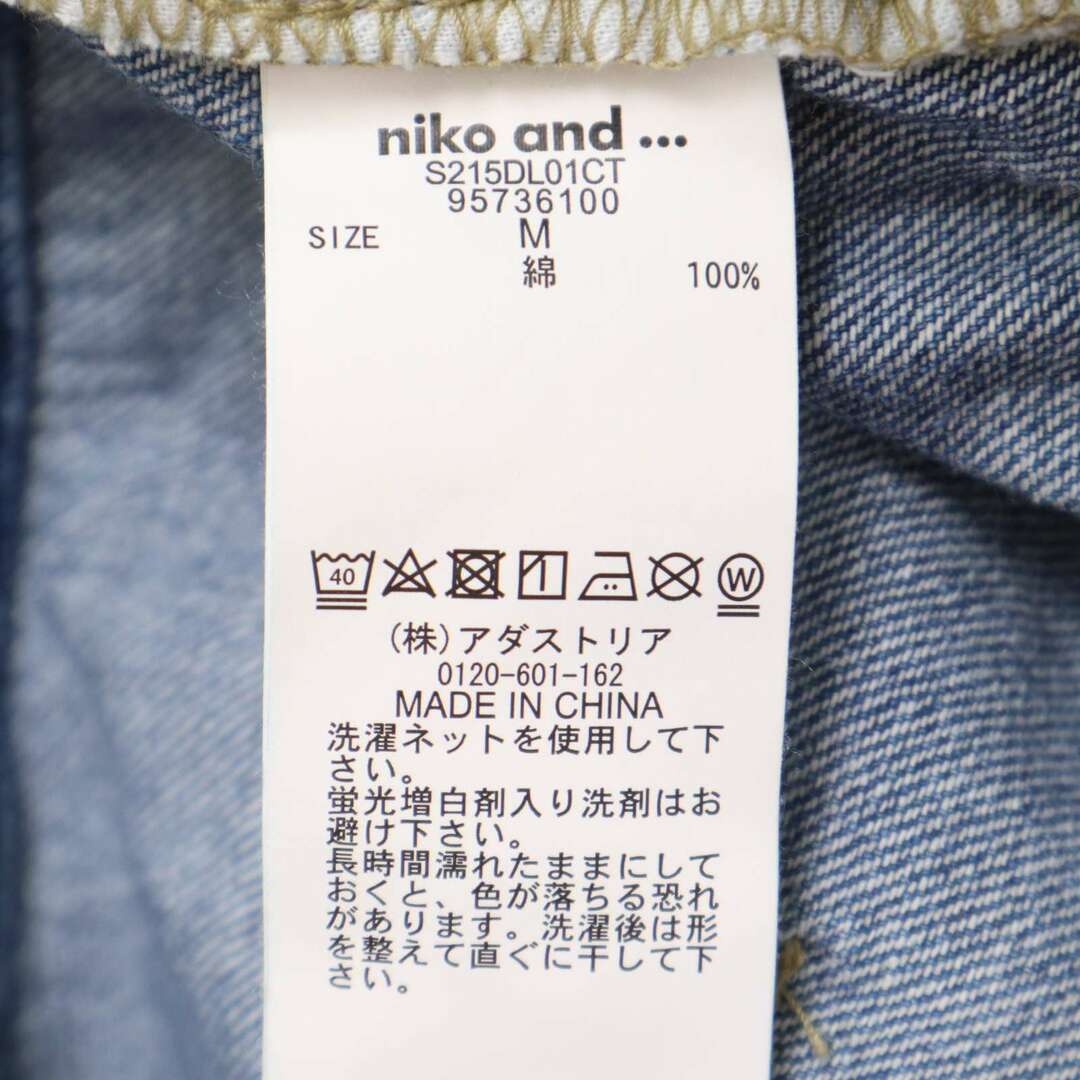 niko and ...
S215DL01CT
95736100
SIZE M
綿 100%
40 W
(株)アダストリア
0120-601-162
MADE IN CHINA
洗濯ネットを使用して下
さい。
蛍光増白剤入り洗剤はお
避け下さい。
長時間濡れたままにして
おくと、色が落ちる恐れ
があります。洗濯後は形
を整えて直ぐに干して下
さい。